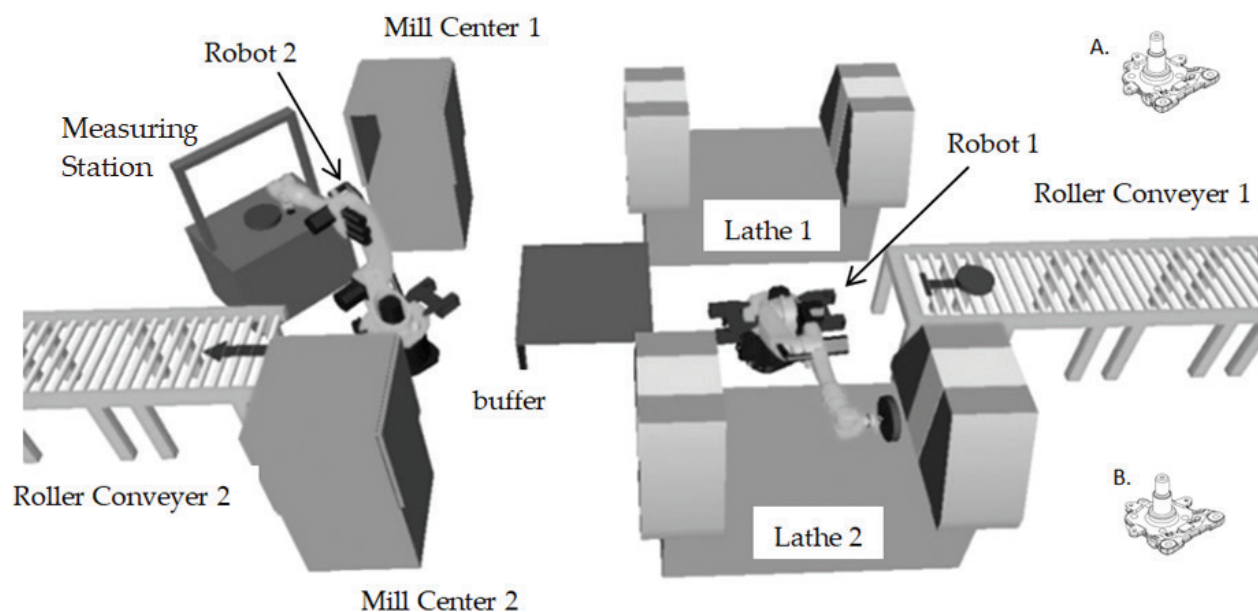 Mill Center 1
Robot 2
A.
Measuring
Station
Robot 1
Roller Conveyer 1
Lathe 1
buffer
Roller Conveyer 2
B.
Lathe 2
Mill Center 2